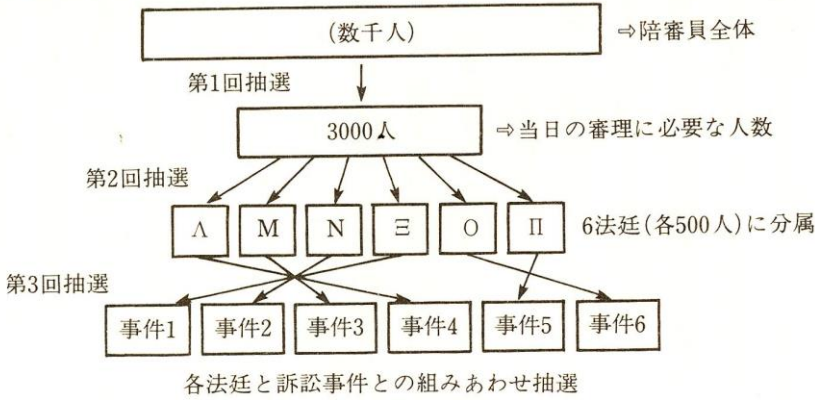 (数千人) ⇨陪審員全体
第1回抽選
3000人 ⇨当日の審理に必要な人数
第2回抽選
Λ M N Ξ O Π 6法廷(各500人)に分属
第3回抽選
事件1 事件2 事件3 事件4 事件5 事件6
各法廷と訴訟事件との組みあわせ抽選